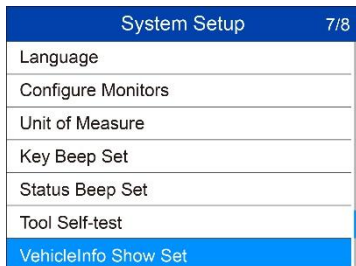 System Setup 7/8
Language
Configure Monitors
Unit of Measure
Key Beep Set
Status Beep Set
Tool Self-test
VehicleInfo Show Set